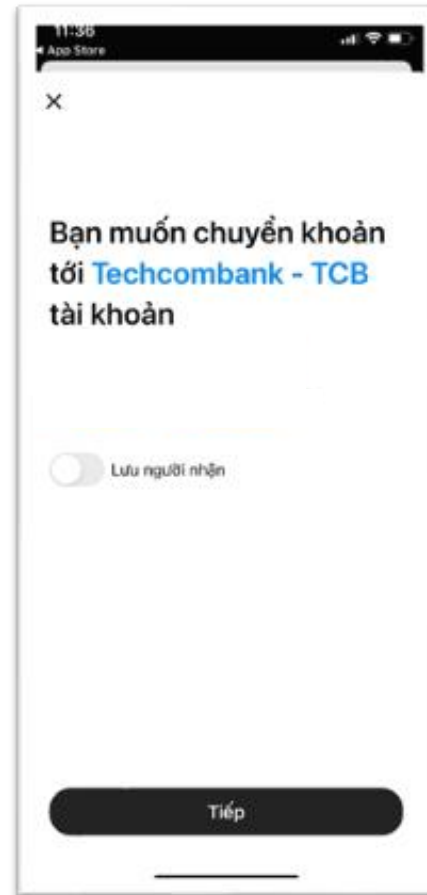 11:36
App Store
Bạn muốn chuyển khoản
tới Techcombank - TCB
tài khoản
Lưu người nhận
Tiếp